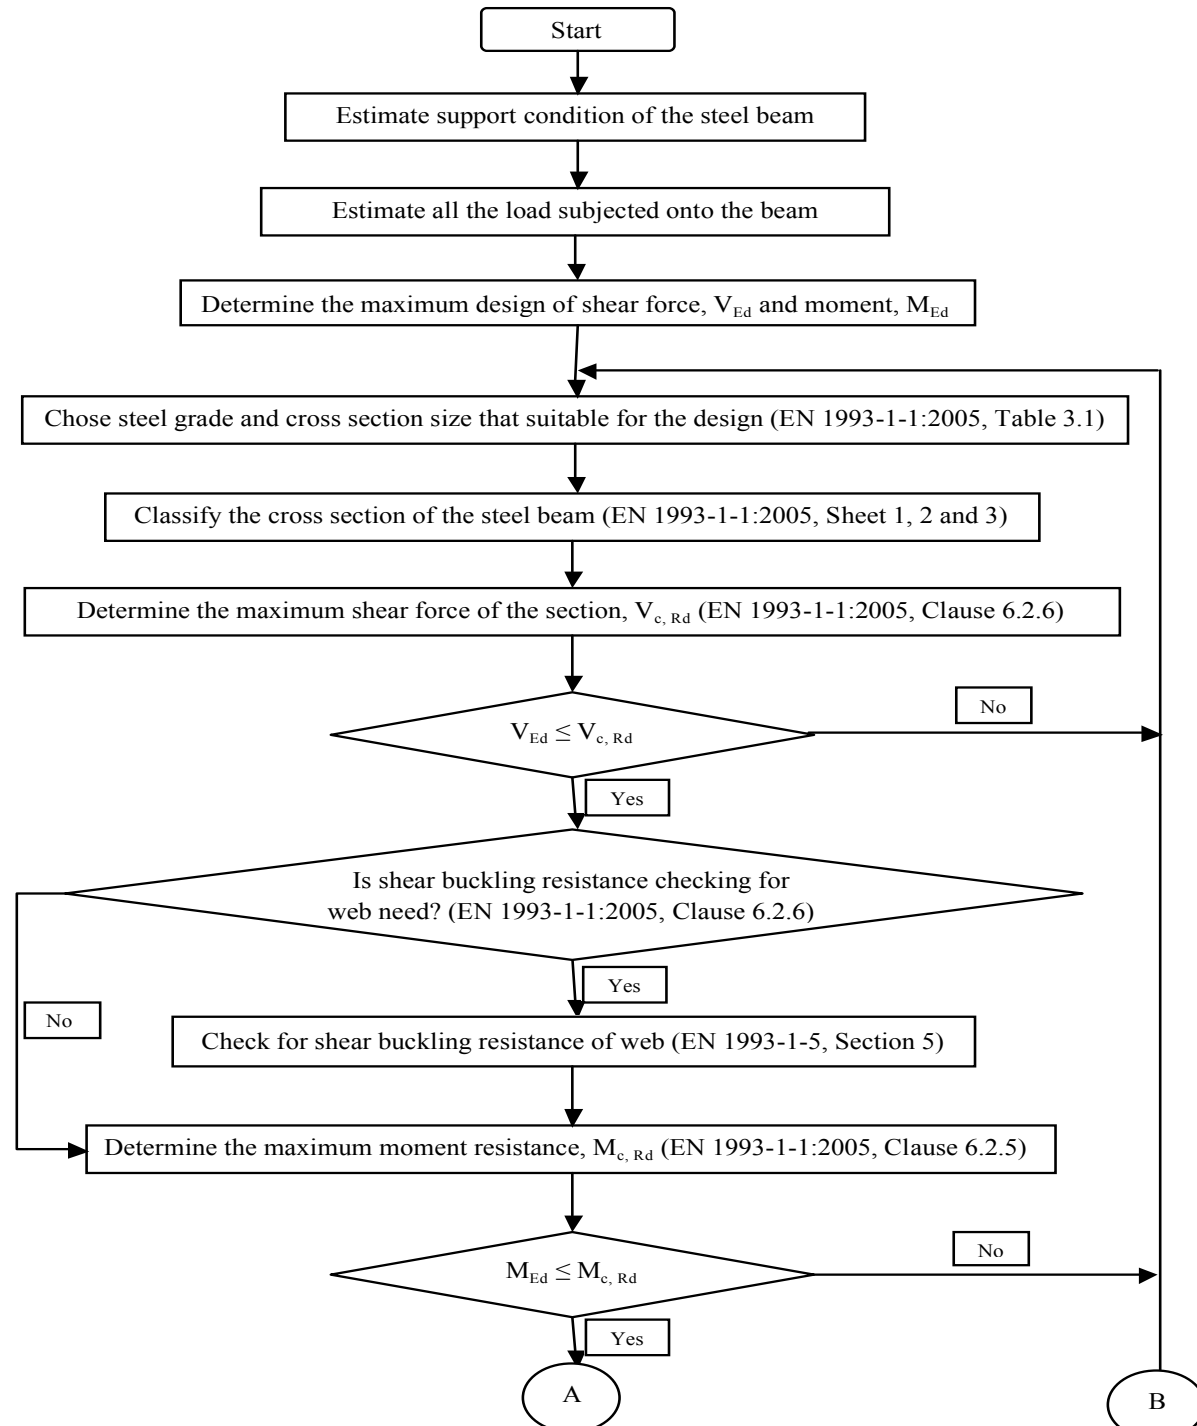 Start
Estimate support condition of the steel beam
Estimate all the load subjected onto the beam
Determine the maximum design of shear force, V_Ed and moment, M_Ed
Chose steel grade and cross section size that suitable for the design (EN 1993-1-1:2005, Table 3.1)
Classify the cross section of the steel beam (EN 1993-1-1:2005, Sheet 1, 2 and 3)
Determine the maximum shear force of the section, V_c, Rd (EN 1993-1-1:2005, Clause 6.2.6)
V_Ed ≤ V_c, Rd
No
Yes
Is shear buckling resistance checking for
web need? (EN 1993-1-1:2005, Clause 6.2.6)
Yes
No
Check for shear buckling resistance of web (EN 1993-1-5, Section 5)
Determine the maximum moment resistance, M_c, Rd (EN 1993-1-1:2005, Clause 6.2.5)
M_Ed ≤ M_c, Rd
No
Yes
A
B